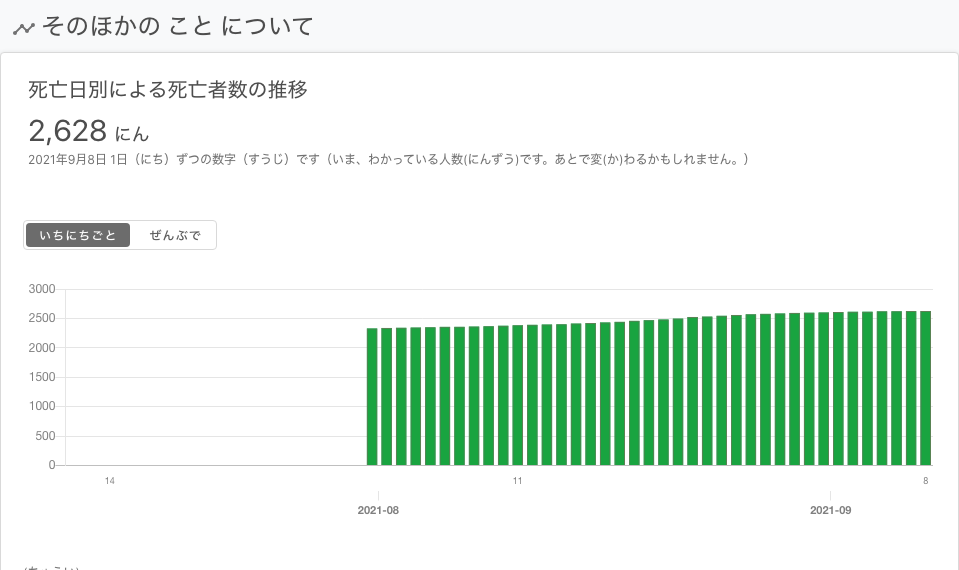 そのほかの こと について
死亡日別による死亡者数の推移
2,628 にん
2021年9月8日 1日（にち）ずつの数字（すうじ）です（いま、わかっている人数(にんずう)です。あとで変(か)わるかもしれません。）
いちにちごと ぜんぶで
3000
2500
2000
1500
1000
500
0
14 11 8
2021-08 2021-09